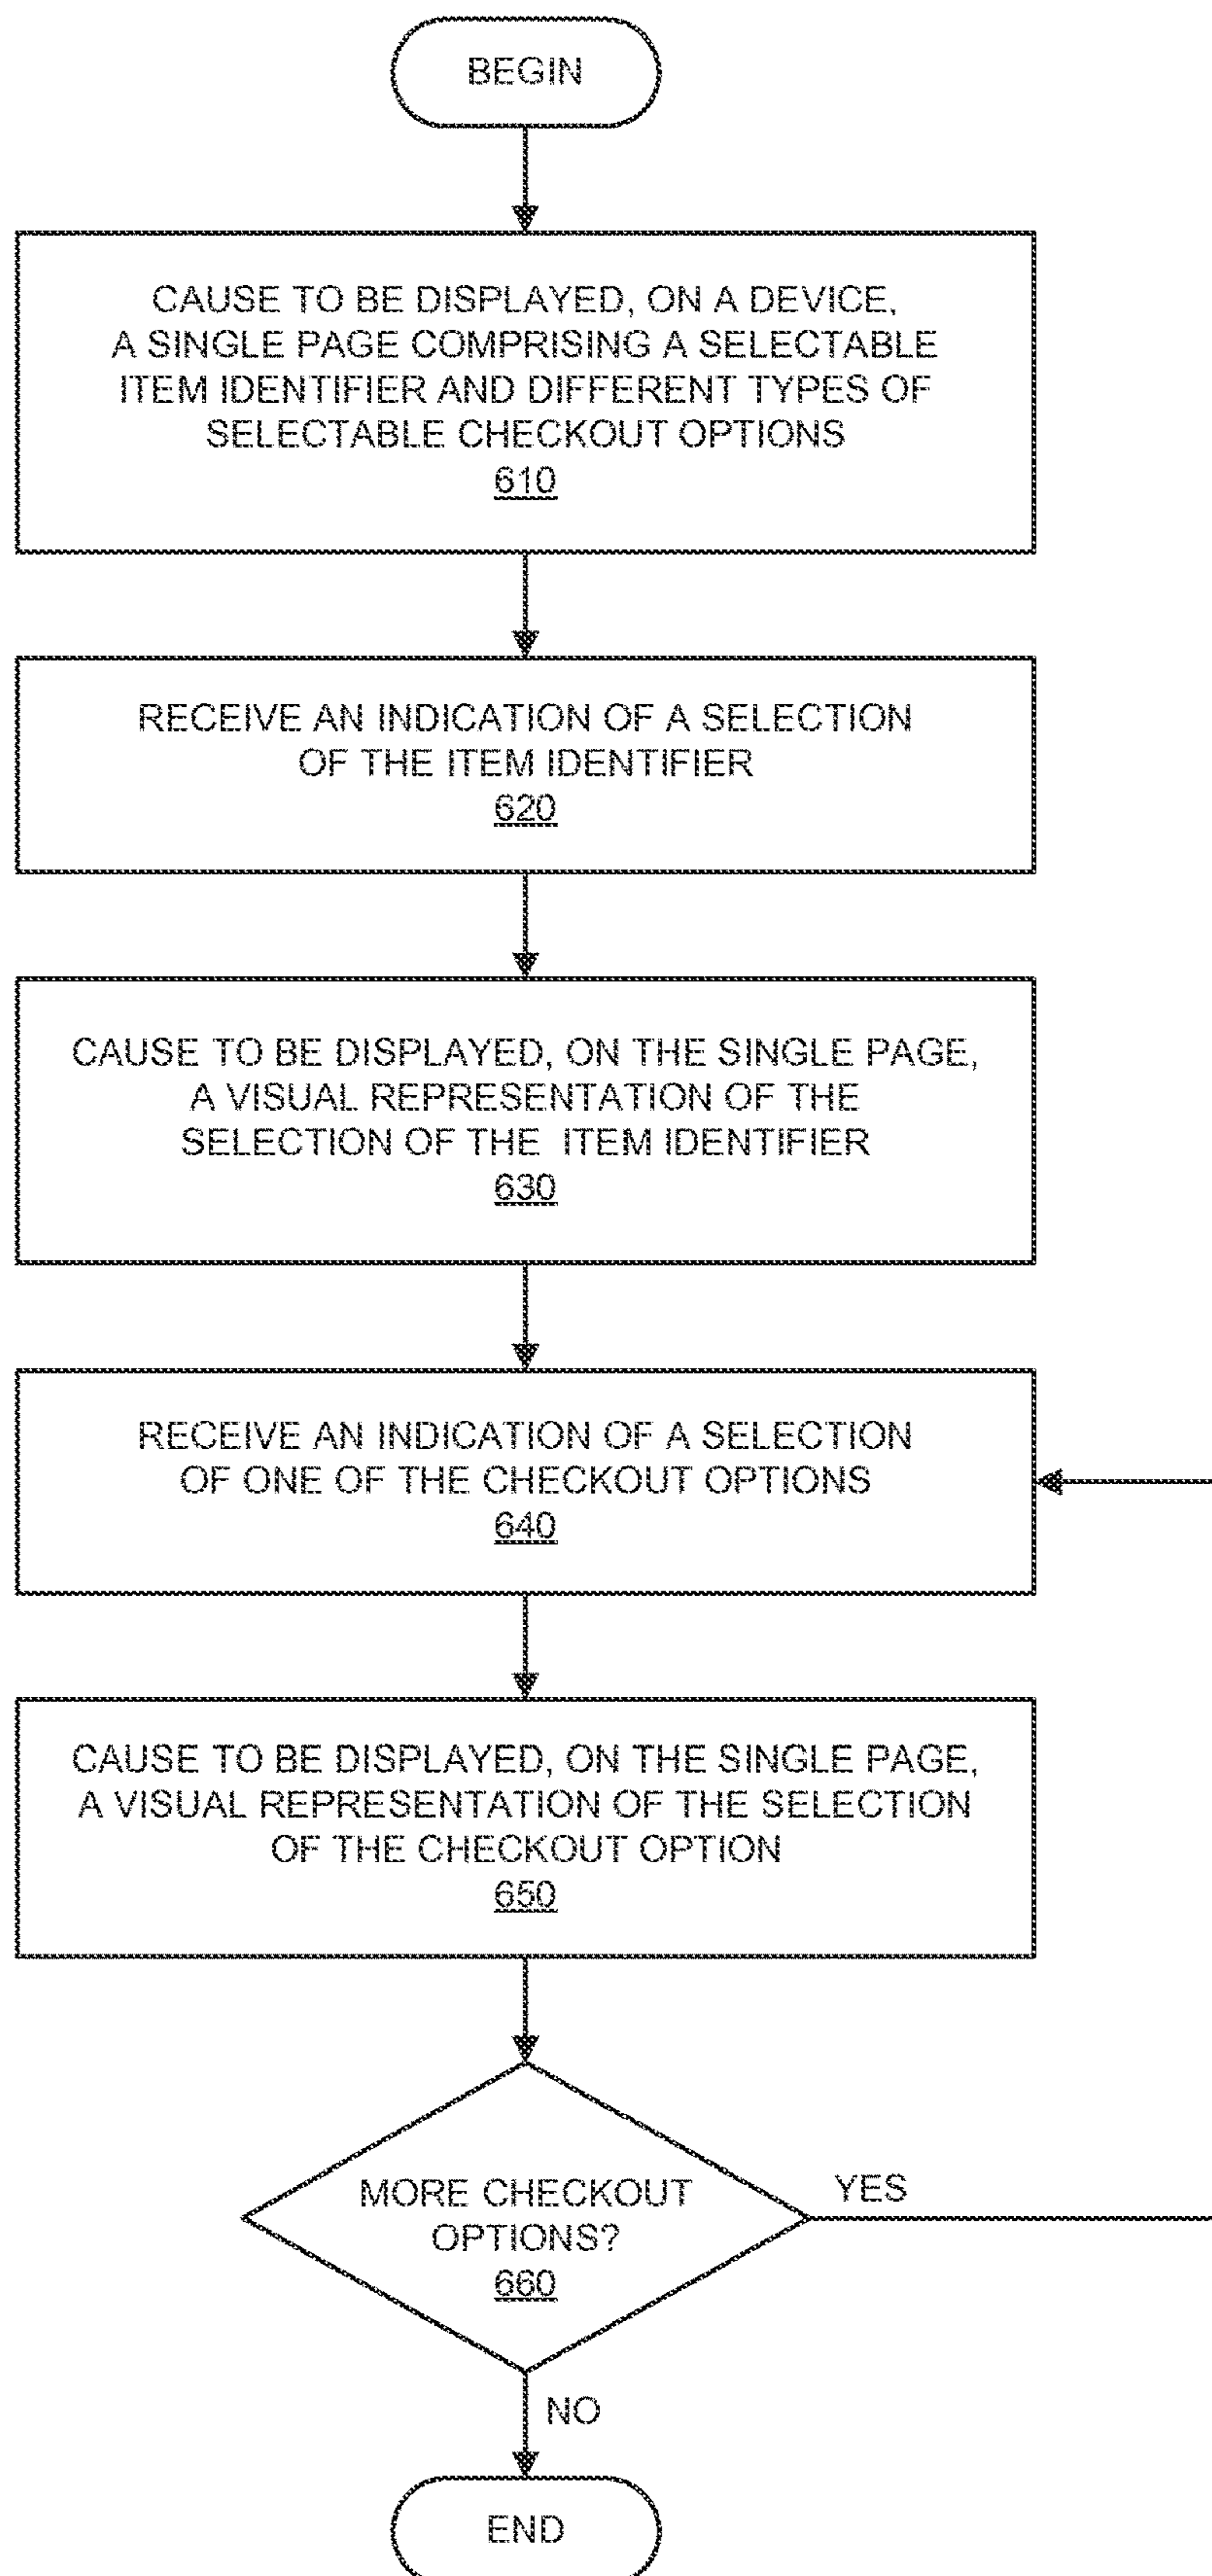 BEGIN
CAUSE TO BE DISPLAYED, ON A DEVICE,
A SINGLE PAGE COMPRISING A SELECTABLE
ITEM IDENTIFIER AND DIFFERENT TYPES OF
SELECTABLE CHECKOUT OPTIONS
610
RECEIVE AN INDICATION OF A SELECTION
OF THE ITEM IDENTIFIER
620
CAUSE TO BE DISPLAYED, ON THE SINGLE PAGE,
A VISUAL REPRESENTATION OF THE
SELECTION OF THE ITEM IDENTIFIER
630
RECEIVE AN INDICATION OF A SELECTION
OF ONE OF THE CHECKOUT OPTIONS
640
CAUSE TO BE DISPLAYED, ON THE SINGLE PAGE,
A VISUAL REPRESENTATION OF THE SELECTION
OF THE CHECKOUT OPTION
650
MORE CHECKOUT
OPTIONS?
660
YES
NO
END